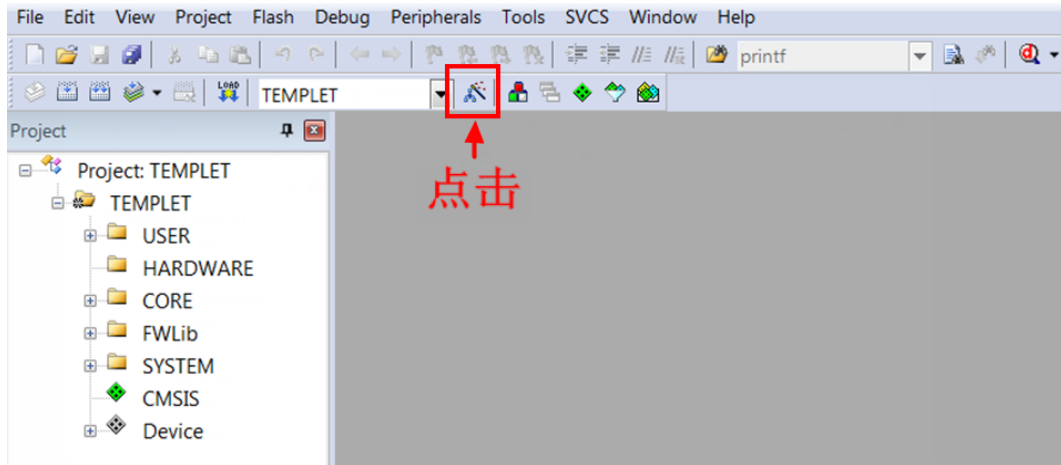 File Edit View Project Flash Debug Peripherals Tools SVCS Window Help
printf
LOAD TEMPLET
Project
点击
Project: TEMPLET
TEMPLET
USER
HARDWARE
CORE
FWLib
SYSTEM
CMSIS
Device